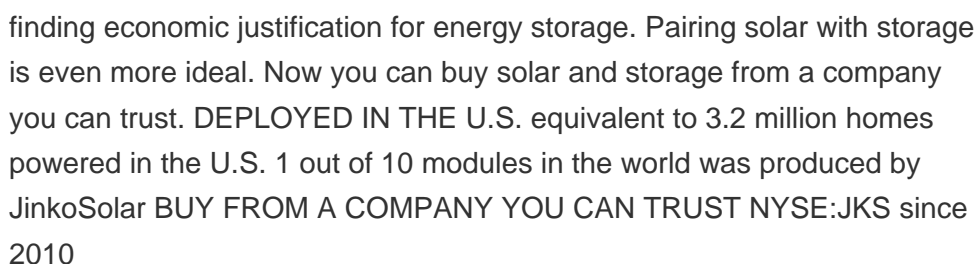 finding economic justification for energy storage. Pairing solar with storage
is even more ideal. Now you can buy solar and storage from a company
you can trust. DEPLOYED IN THE U.S. equivalent to 3.2 million homes
powered in the U.S. 1 out of 10 modules in the world was produced by
JinkoSolar BUY FROM A COMPANY YOU CAN TRUST NYSE:JKS since
2010